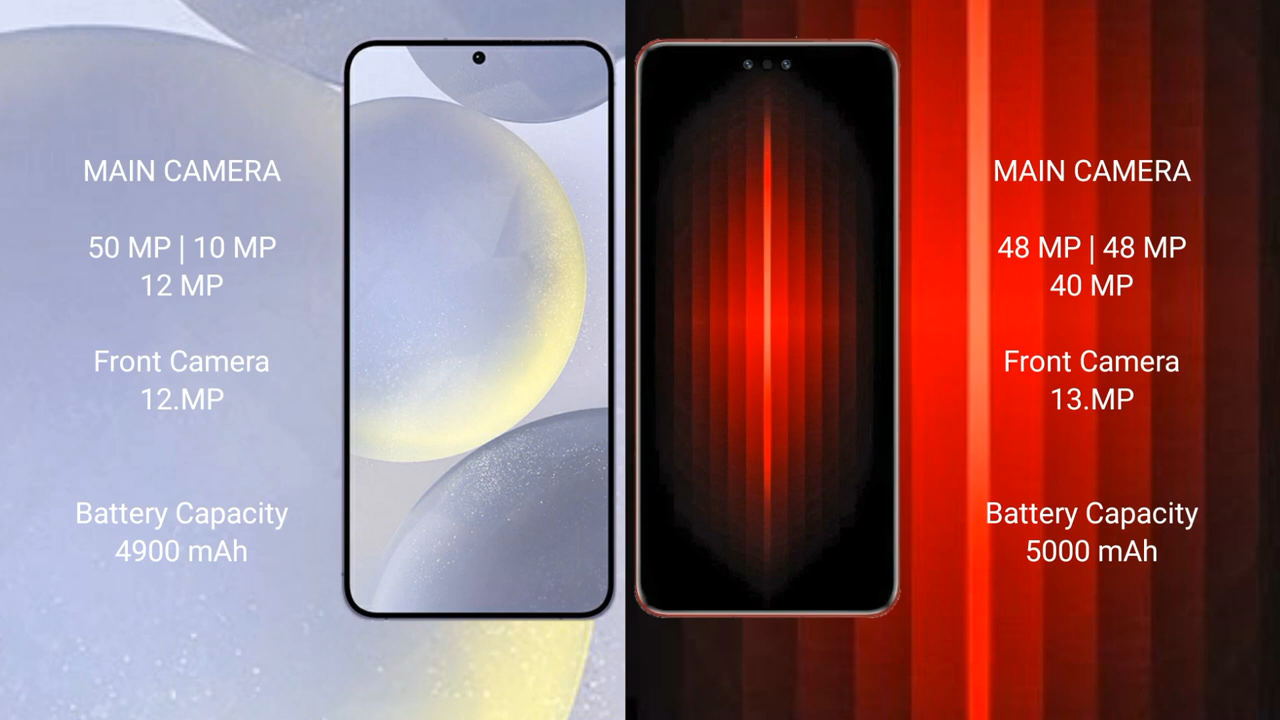 MAIN CAMERA
50 MP | 10 MP
12 MP
Front Camera
12.MP
Battery Capacity
4900 mAh
MAIN CAMERA
48 MP | 48 MP
40 MP
Front Camera
13.MP
Battery Capacity
5000 mAh